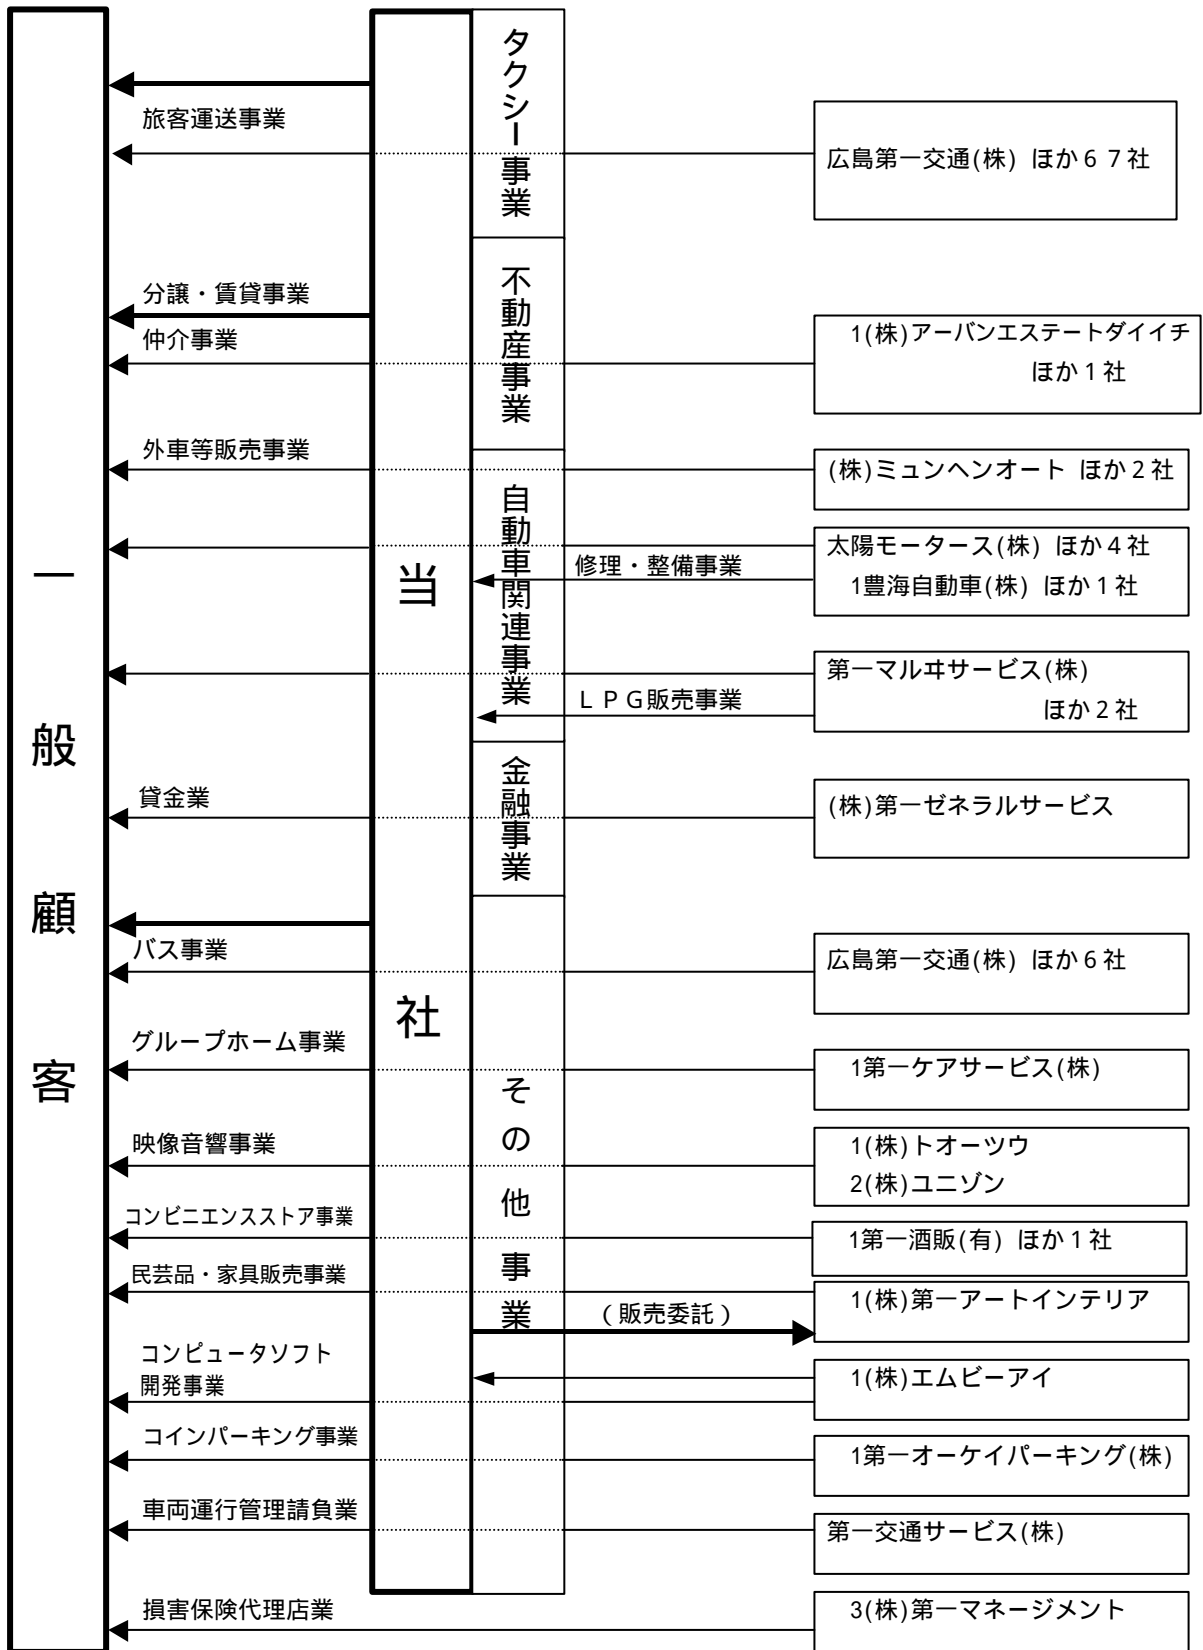 一般顧客
当社
タクシー事業
旅客運送事業
広島第一交通(株) ほか６７社
不動産事業
分譲・賃貸事業
仲介事業
1(株)アーバンエステートダイイチ
ほか１社
自動車関連事業
外車等販売事業
(株)ミュンヘンオート ほか２社
修理・整備事業
太陽モータース(株) ほか４社
1豊海自動車(株) ほか１社
ＬＰＧ販売事業
第一マルヰサービス(株)
ほか２社
金融事業
貸金業
(株)第一ゼネラルサービス
その他事業
バス事業
広島第一交通(株) ほか６社
グループホーム事業
1第一ケアサービス(株)
映像音響事業
1(株)トオーツウ
2(株)ユニゾン
コンビニエンスストア事業
1第一酒販(有) ほか１社
民芸品・家具販売事業
（販売委託）
1(株)第一アートインテリア
コンピュータソフト
開発事業
1(株)エムビーアイ
コインパーキング事業
1第一オーケイパーキング(株)
車両運行管理請負業
第一交通サービス(株)
損害保険代理店業
3(株)第一マネージメント